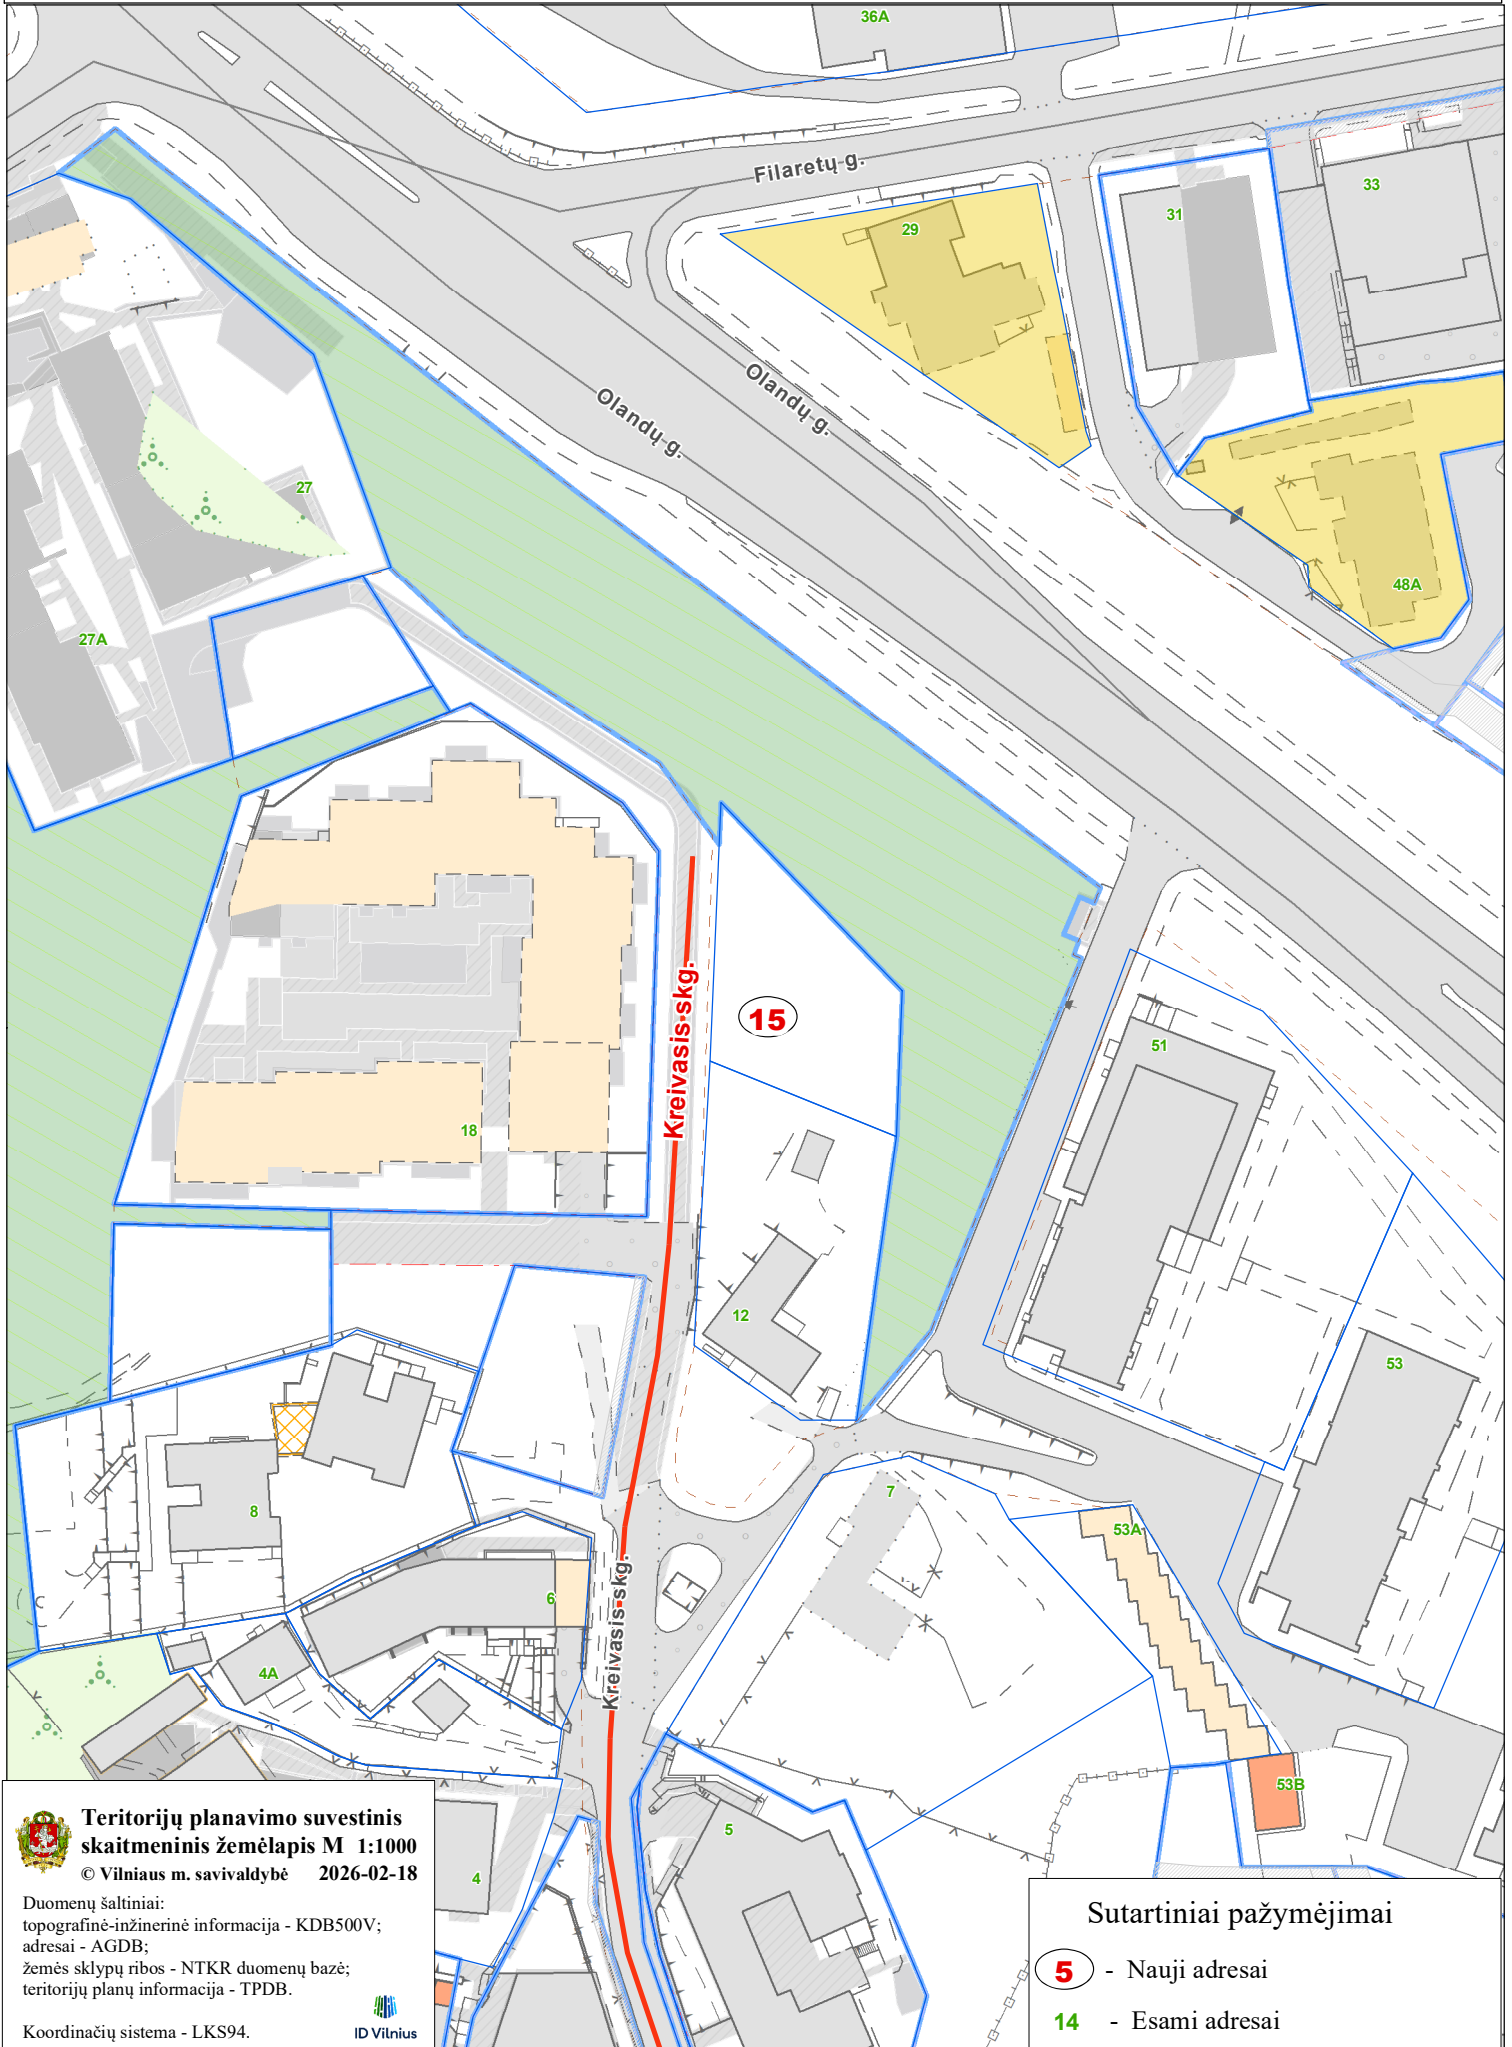 36A
Filaretų g.
33
31
29
Olandų g.
Olandų g.
27
48A
27A
15
Kreivasis skg.
51
18
12
53
7
8
53A
6
Kreivasis skg.
4A
53B
5
4
Teritorijų planavimo suvestinis
skaitmeninis žemėlapis M 1:1000
© Vilniaus m. savivaldybė 2026-02-18
Duomenų šaltiniai:
topografinė-inžinerinė informacija - KDB500V;
adresai - AGDB;
žemės sklypų ribos - NTKR duomenų bazė;
teritorijų planų informacija - TPDB.
Koordinačių sistema - LKS94.
ID Vilnius
Sutartiniai pažymėjimai
5 - Nauji adresai
14 - Esami adresai